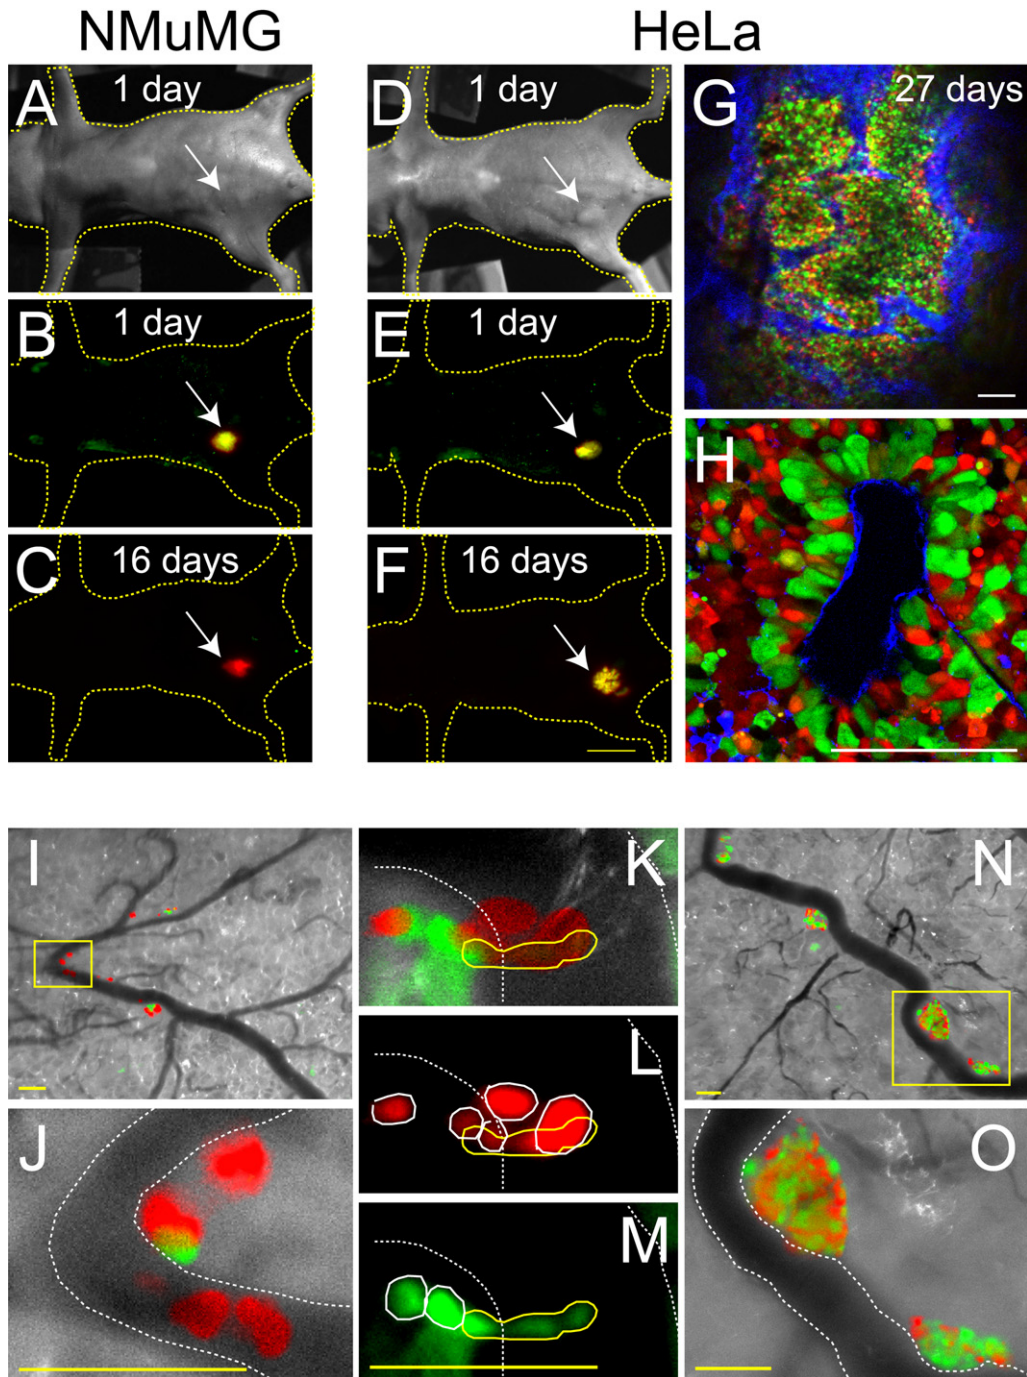 NMuMG HeLa
A 1 day D 1 day G 27 days
B 1 day E 1 day
H
C 16 days F 16 days
I K N
L
J M O